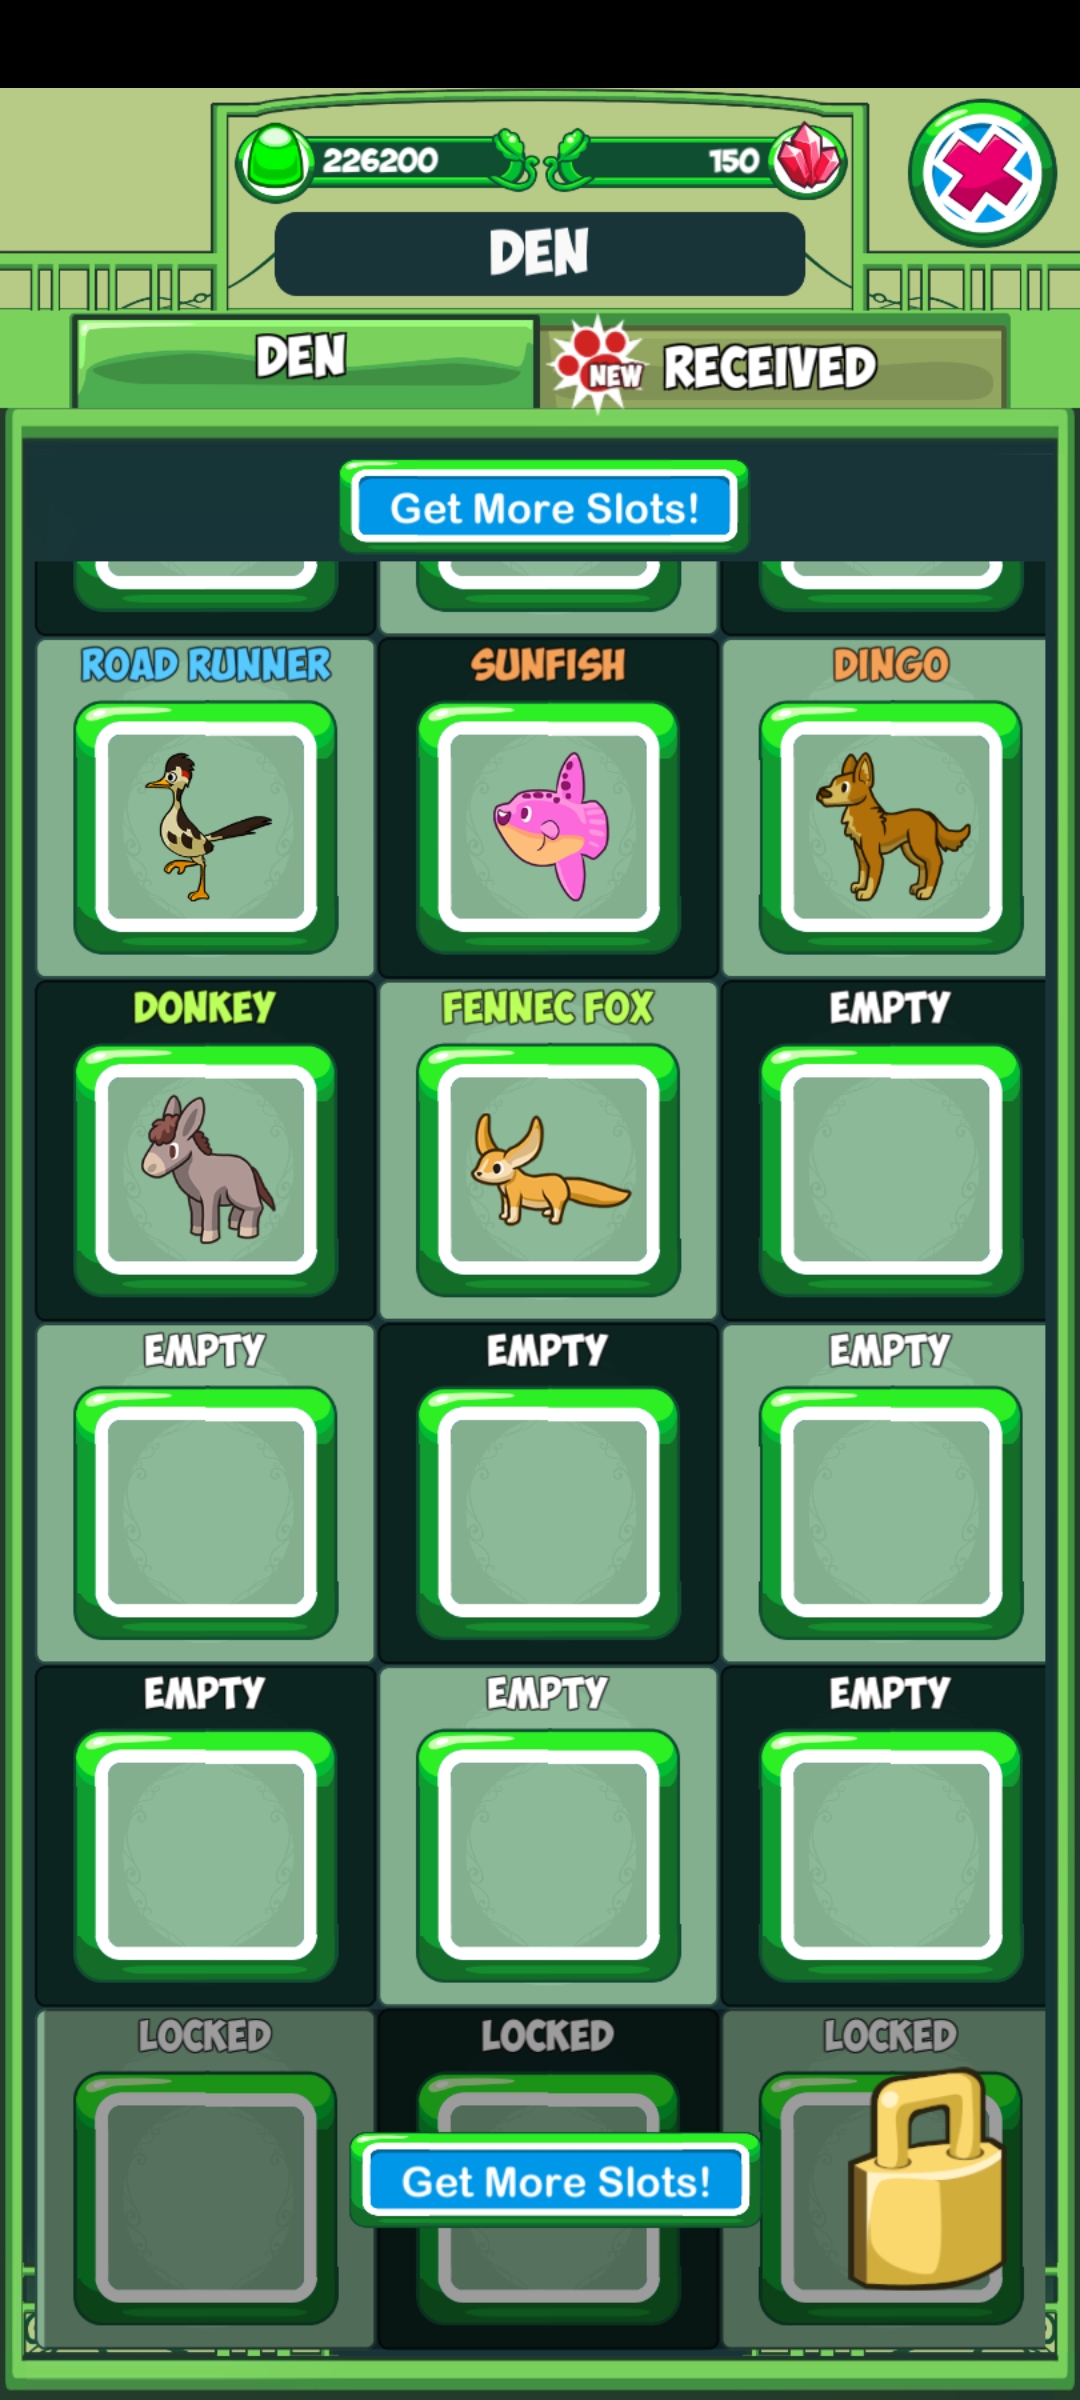 226200
150
DEN
DEN
NEW
RECEIVED
Get More Slots!
ROAD RUNNER
SUNFISH
DINGO
DONKEY
FENNEC FOX
EMPTY
EMPTY
EMPTY
EMPTY
EMPTY
EMPTY
EMPTY
LOCKED
LOCKED
LOCKED
Get More Slots!